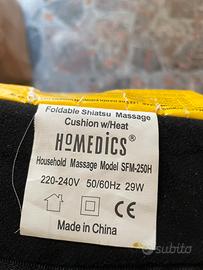 Foldable Shiatsu Massage
Cushion w/Heat
HOMEDICS®
Household Massage Model SFM-250H
220-240V 50/60Hz 29W
CE
Made in China
subito